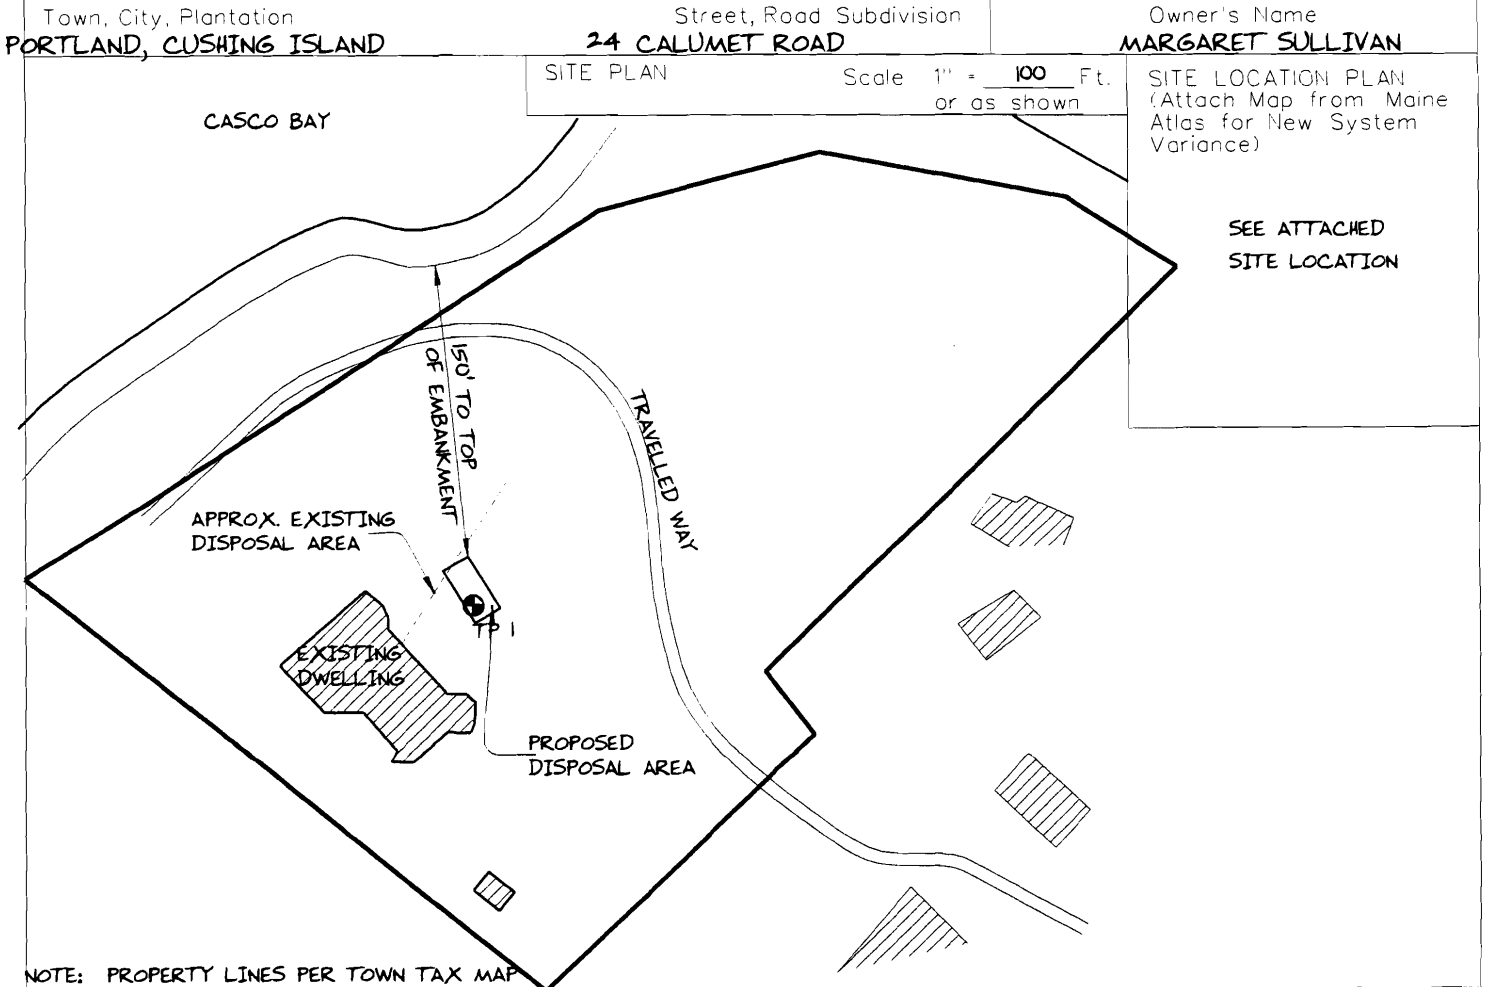 Town, City, Plantation
PORTLAND, CUSHING ISLAND
Street, Road Subdivision
24 CALUMET ROAD
Owner's Name
MARGARET SULLIVAN
SITE PLAN
Scale 1" = 100 Ft.
or as shown
SITE LOCATION PLAN
(Attach Map from Maine
Atlas for New System
Variance)
SEE ATTACHED
SITE LOCATION
CASCO BAY
150' TO TOP
OF EMBANKMENT
TRAVELLED WAY
APPROX. EXISTING
DISPOSAL AREA
TP 1
EXISTING
DWELLING
PROPOSED
DISPOSAL AREA
NOTE: PROPERTY LINES PER TOWN TAX MAP